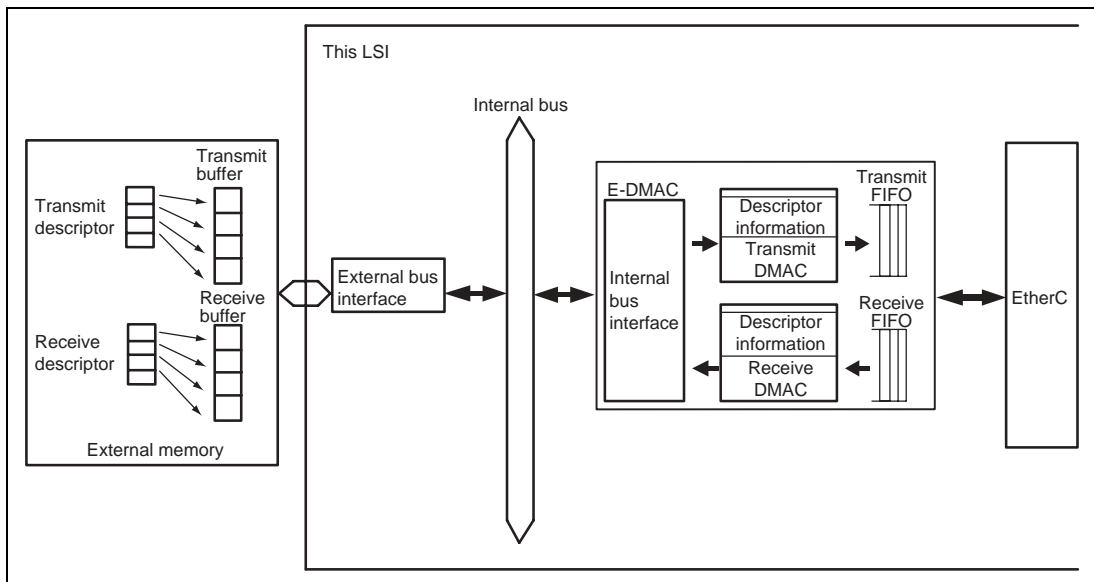 This LSI
Internal bus
Transmit
buffer
Transmit
descriptor
Receive
buffer
Receive
descriptor
External memory
External bus
interface
E-DMAC
Internal
bus
interface
Descriptor
information
Transmit
DMAC
Transmit
FIFO
Descriptor
information
Receive
DMAC
Receive
FIFO
EtherC